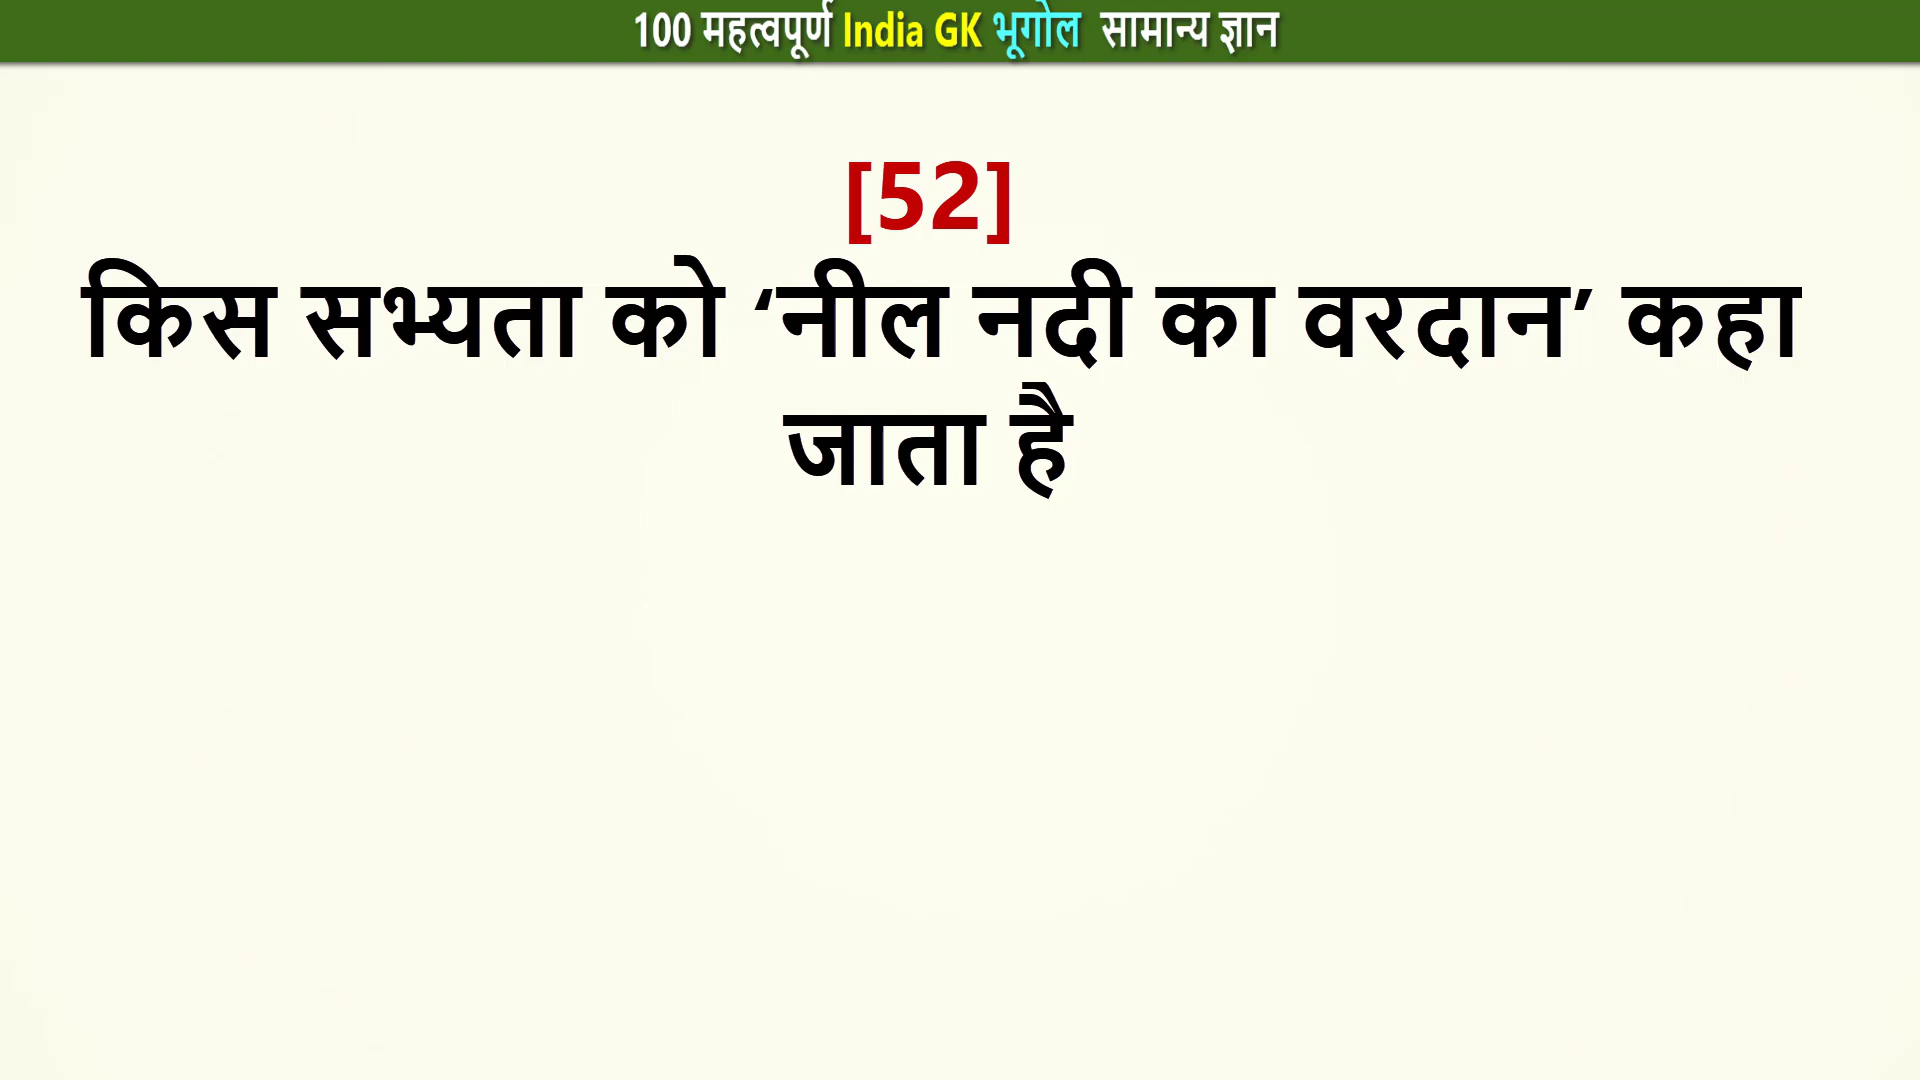 100 महत्वपूर्ण India GK भूगोल सामान्य ज्ञान
[52]
किस सभ्यता को ‘नील नदी का वरदान’ कहा
जाता है